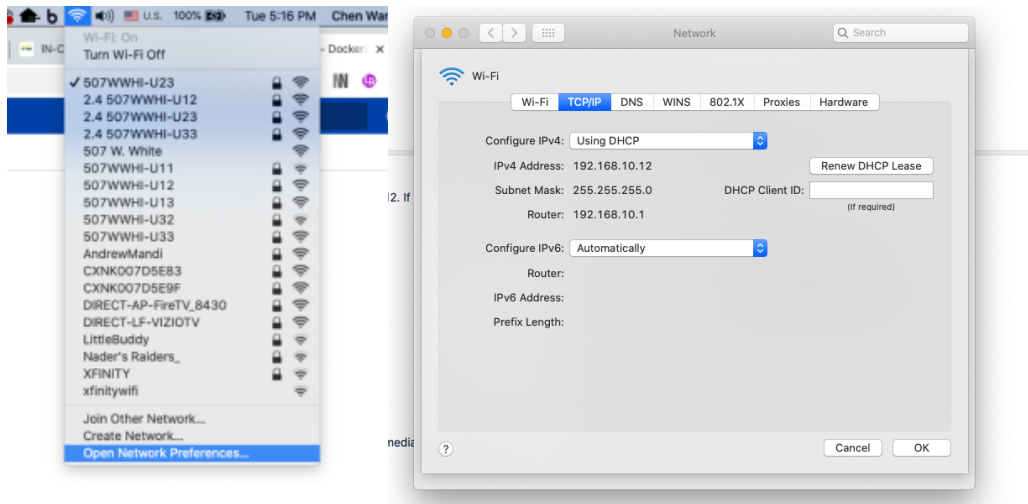 U.S. 100% Tue 5:16 PM Chen War
IN-C
- Docker
Wi-Fi: On
Turn Wi-Fi Off
507WWHI-U23
2.4 507WWHI-U12
2.4 507WWHI-U23
2.4 507WWHI-U33
507 W. White
507WWHI-U11
507WWHI-U12
507WWHI-U13
507WWHI-U32
507WWHI-U33
AndrewMandi
CXNK007D5E83
CXNK007D5E9F
DIRECT-AP-FireTV_8430
DIRECT-LF-VIZIOTV
LittleBuddy
Nader's Raiders_
XFINITY
xfinitywifi
Join Other Network...
Create Network...
Open Network Preferences...
2. If
media
Network
Search
Wi-Fi
Wi-Fi TCP/IP DNS WINS 802.1X Proxies Hardware
Configure IPv4: Using DHCP
IPv4 Address: 192.168.10.12 Renew DHCP Lease
Subnet Mask: 255.255.255.0 DHCP Client ID:
(If required)
Router: 192.168.10.1
Configure IPv6: Automatically
Router:
IPv6 Address:
Prefix Length:
? Cancel OK